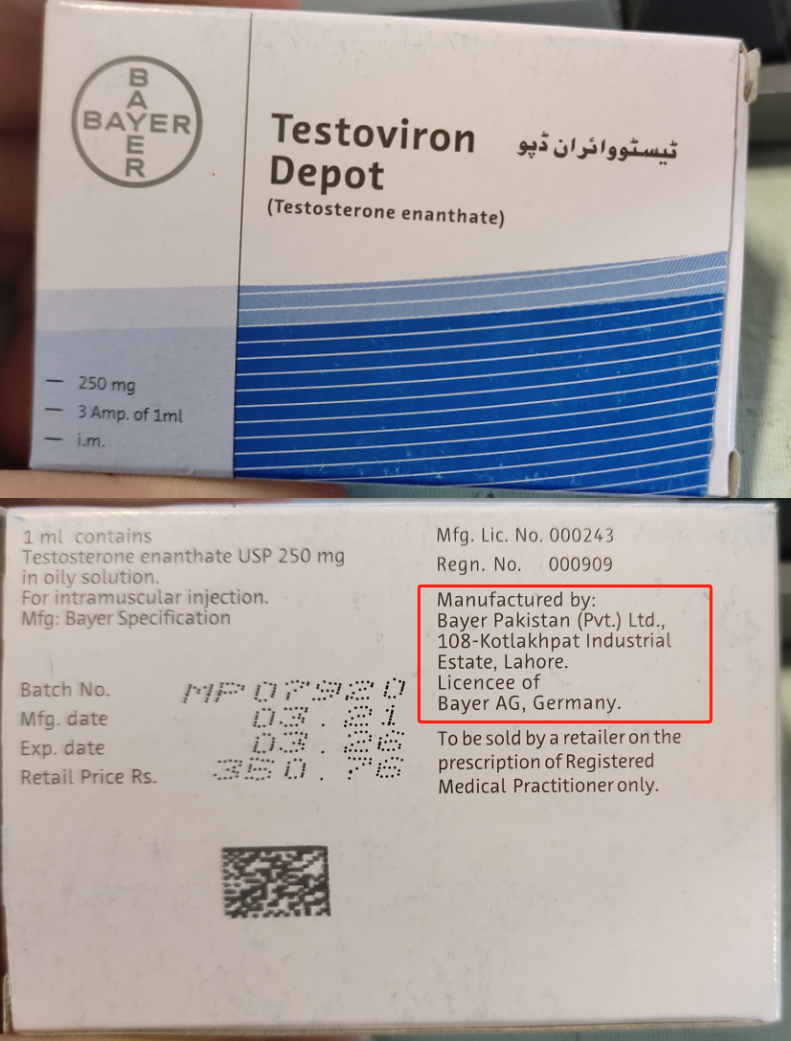 BAYER
BAYER
Testoviron
Depot
ٹیسٹووائران ڈپو
(Testosterone enanthate)
250 mg
3 Amp. of 1ml
i.m.
1 ml contains
Testosterone enanthate USP 250 mg
in oily solution.
For intramuscular injection.
Mfg: Bayer Specification
Batch No. MP07920
Mfg. date 03.21
Exp. date 03.26
Retail Price Rs. 350.76
Mfg. Lic. No. 000243
Regn. No. 000909
Manufactured by:
Bayer Pakistan (Pvt.) Ltd.,
108-Kotlakhpat Industrial
Estate, Lahore.
Licencee of
Bayer AG, Germany.
To be sold by a retailer on the
prescription of Registered
Medical Practitioner only.